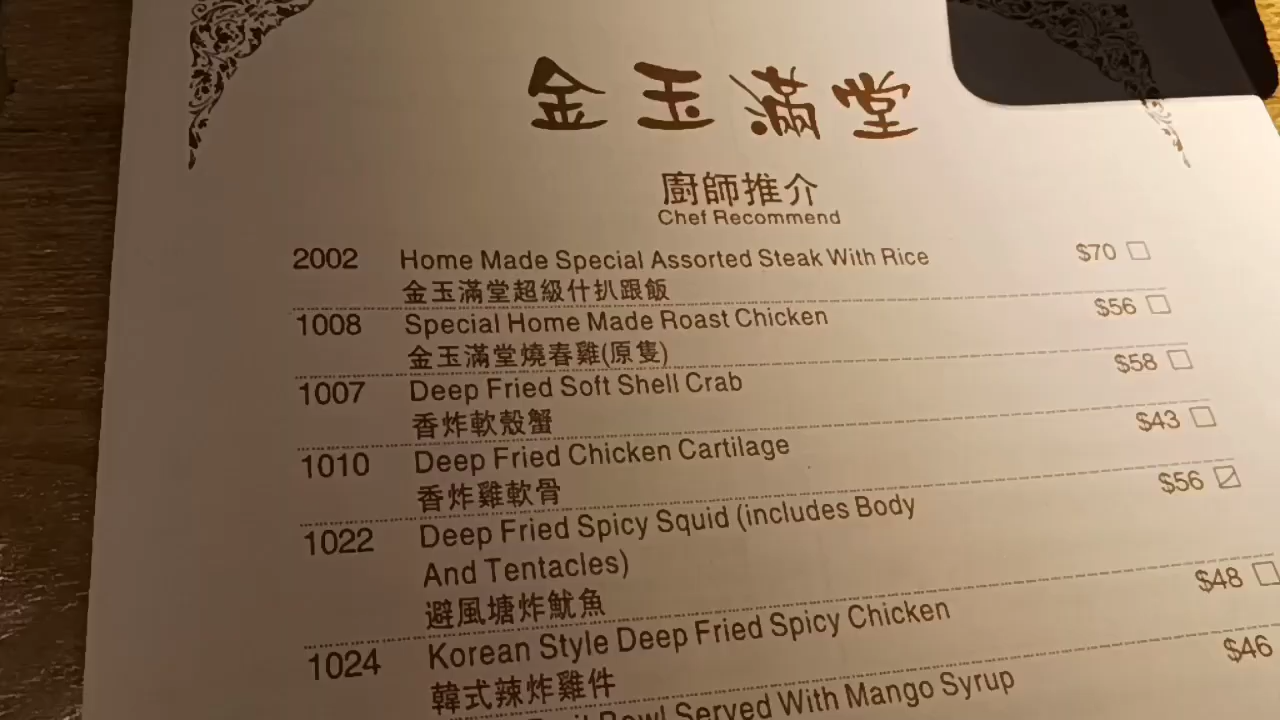 金玉滿堂
廚師推介
Chef Recommend
2002 Home Made Special Assorted Steak With Rice $70
金玉滿堂超級什扒跟飯
1008 Special Home Made Roast Chicken $56
金玉滿堂燒春雞(原隻)
1007 Deep Fried Soft Shell Crab $58
香炸軟殼蟹
1010 Deep Fried Chicken Cartilage $43
香炸雞軟骨
1022 Deep Fried Spicy Squid (includes Body $56
And Tentacles)
避風塘炸魷魚
1024 Korean Style Deep Fried Spicy Chicken $48
韓式辣炸雞件
Bowl Served With Mango Syrup $46